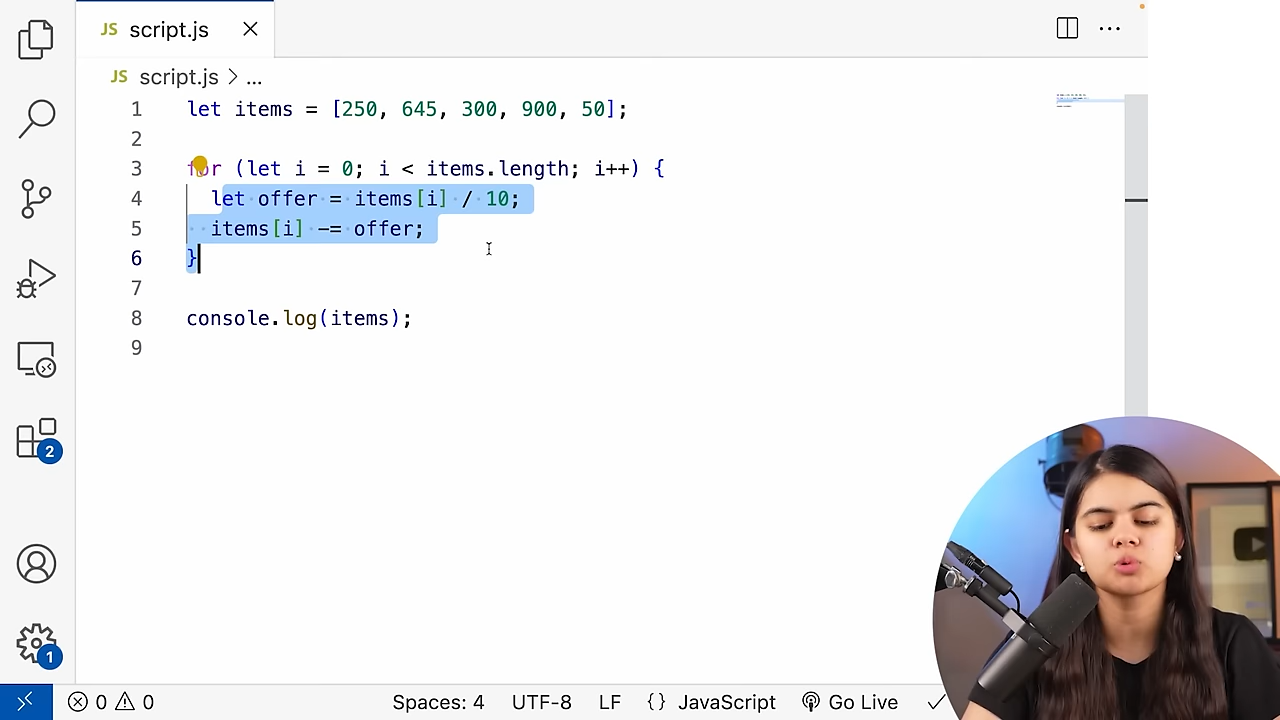 JS script.js
JS script.js > ...
1 let items = [250, 645, 300, 900, 50];
2
3 for (let i = 0; i < items.length; i++) {
4 let offer = items[i] / 10;
5 items[i] -= offer;
6 }
7
8 console.log(items);
9
2
1
0 0 Spaces: 4 UTF-8 LF {} JavaScript Go Live